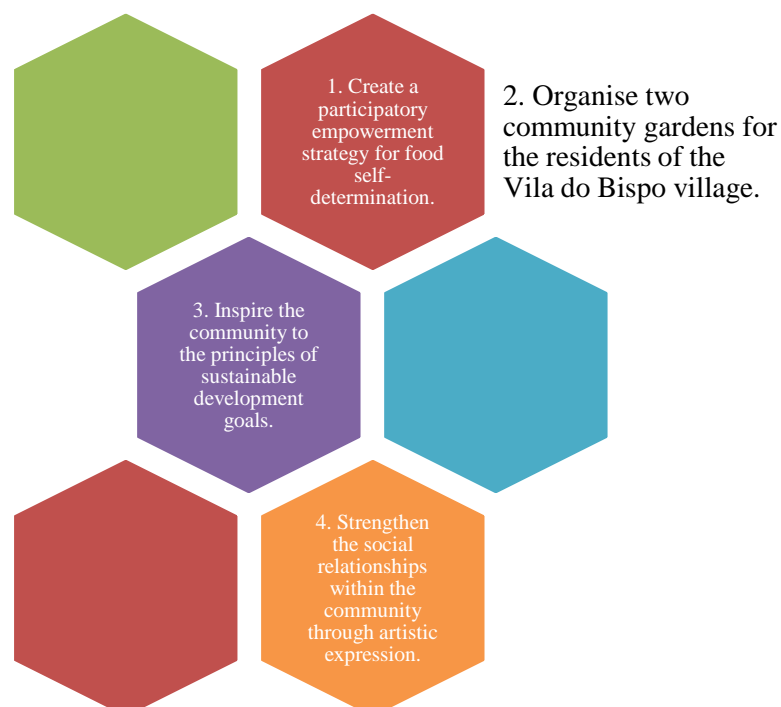 1. Create a
participatory
empowerment
strategy for food
self-
determination.
2. Organise two
community gardens for
the residents of the
Vila do Bispo village.
3. Inspire the
community to
the principles of
sustainable
development
goals.
4. Strengthen
the social
relationships
within the
community
through artistic
expression.